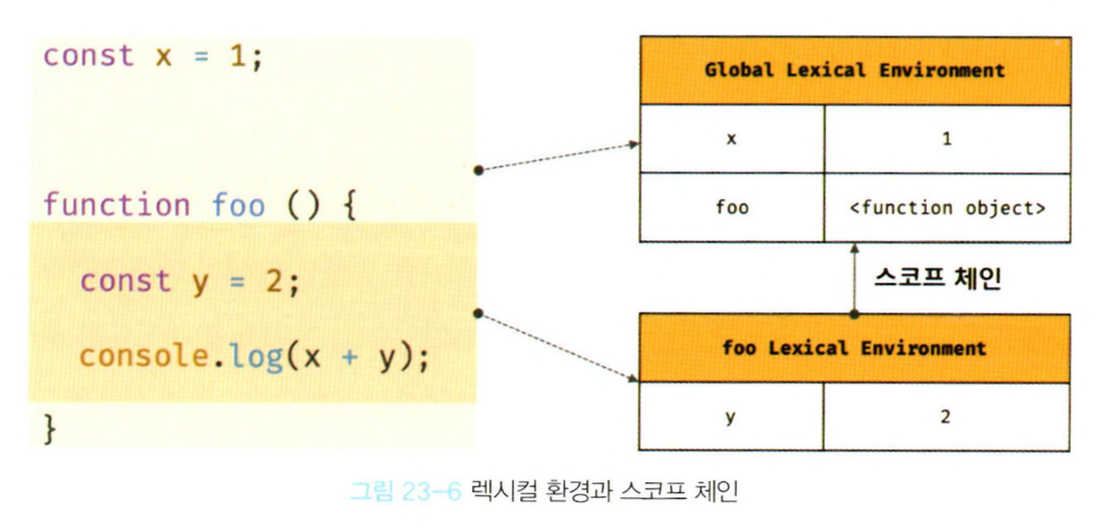 const x = 1;
function foo () {
const y = 2;
console.log(x + y);
}
Global Lexical Environment
x 1
foo <function object>
스코프 체인
foo Lexical Environment
y 2
그림 23-6 렉시컬 환경과 스코프 체인